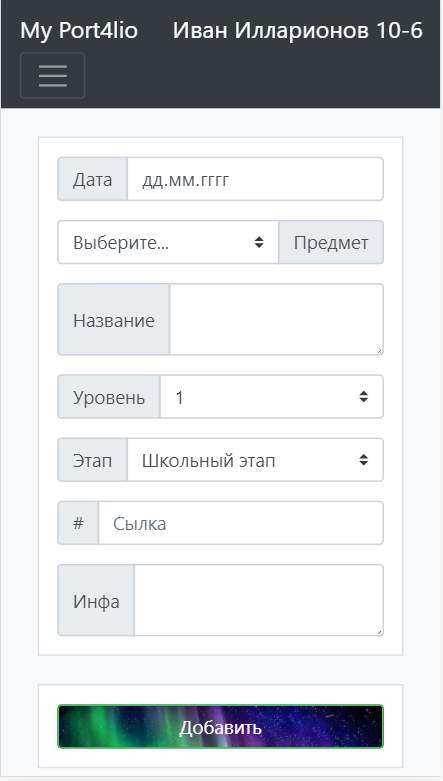 My Port4lio Иван Илларионов 10-6
Дата дд.мм.гггг
Выберите... Предмет
Название
Уровень 1
Этап Школьный этап
# Сылка
Инфа
Добавить